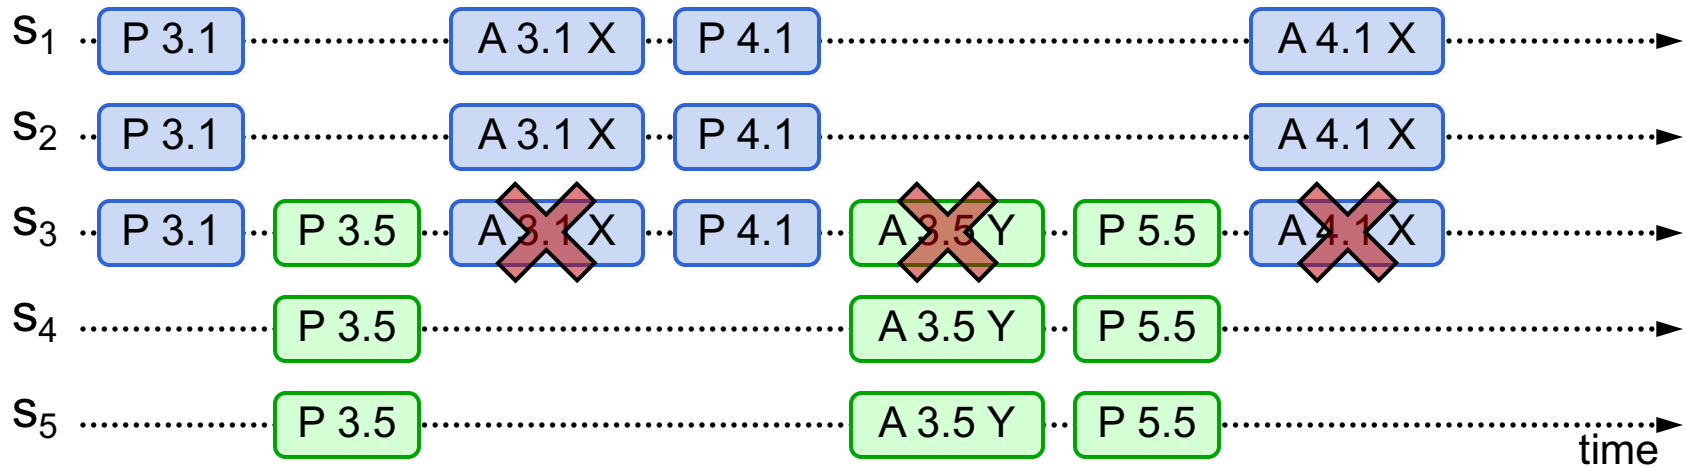 s1 P 3.1 A 3.1 X P 4.1 A 4.1 X
s2 P 3.1 A 3.1 X P 4.1 A 4.1 X
s3 P 3.1 P 3.5 A 3.1 X P 4.1 A 3.5 Y P 5.5 A 4.1 X
s4 P 3.5 A 3.5 Y P 5.5
s5 P 3.5 A 3.5 Y P 5.5
time